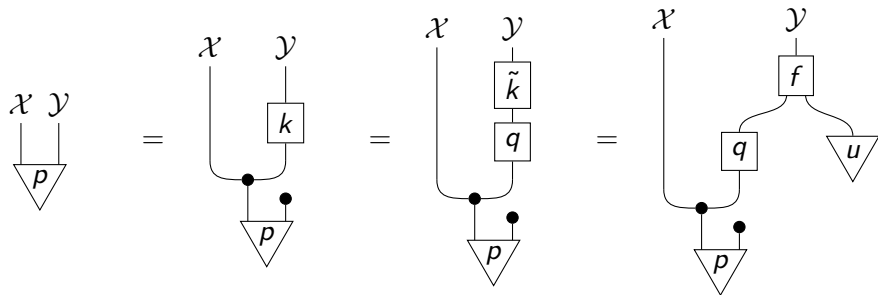 𝒳 𝒴
p
=
𝒳 𝒴
k
p
=
𝒳 𝒴
k̃
q
p
=
𝒳 𝒴
f
q u
p